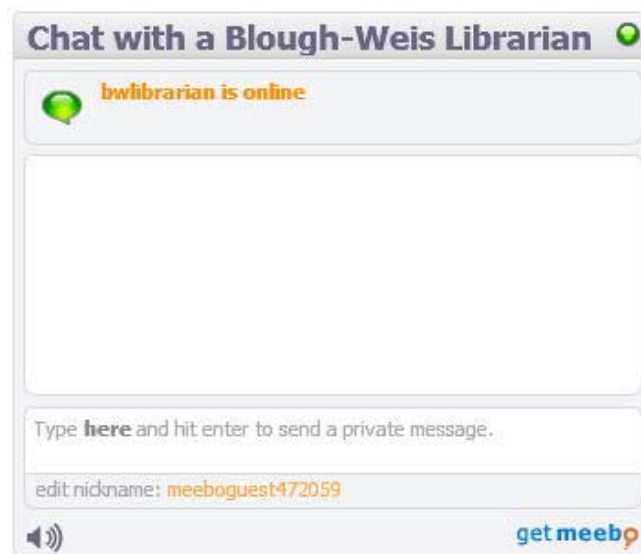 Chat with a Blough-Weis Librarian
bwlibrarian is online
Type here and hit enter to send a private message.
edit nickname: meeboguest472059
get meebo